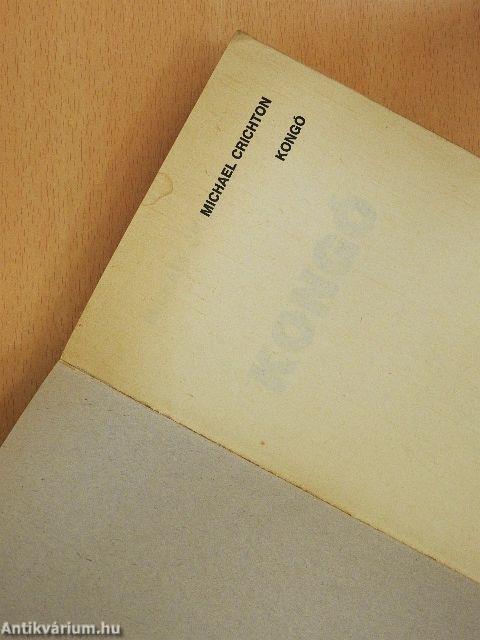 MICHAEL CRICHTON
KONGÓ
KONGÓ
Antikvárium.hu